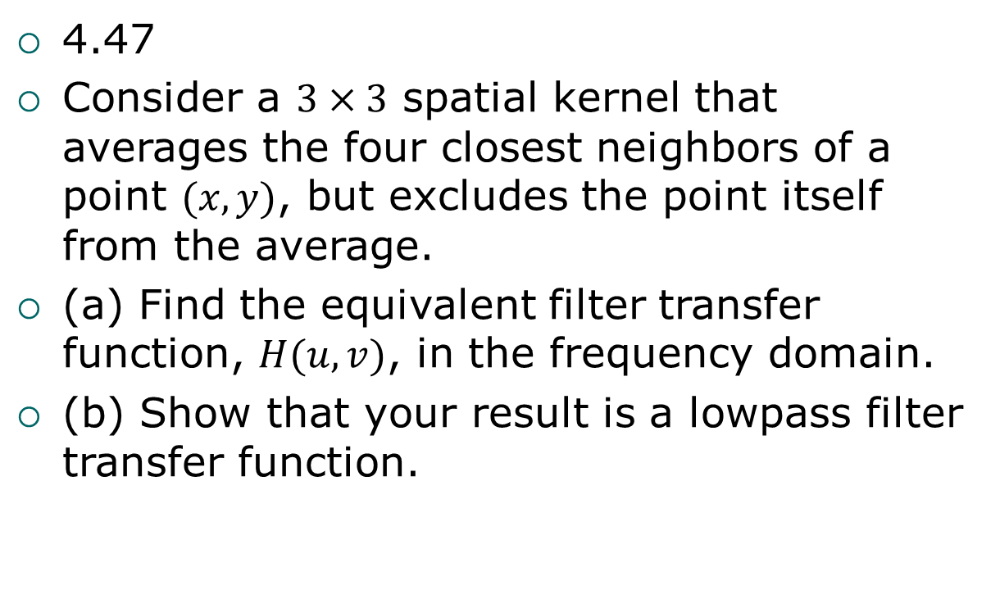 4.47
Consider a 3 × 3 spatial kernel that
averages the four closest neighbors of a
point (x, y), but excludes the point itself
from the average.
(a) Find the equivalent filter transfer
function, H(u, v), in the frequency domain.
(b) Show that your result is a lowpass filter
transfer function.